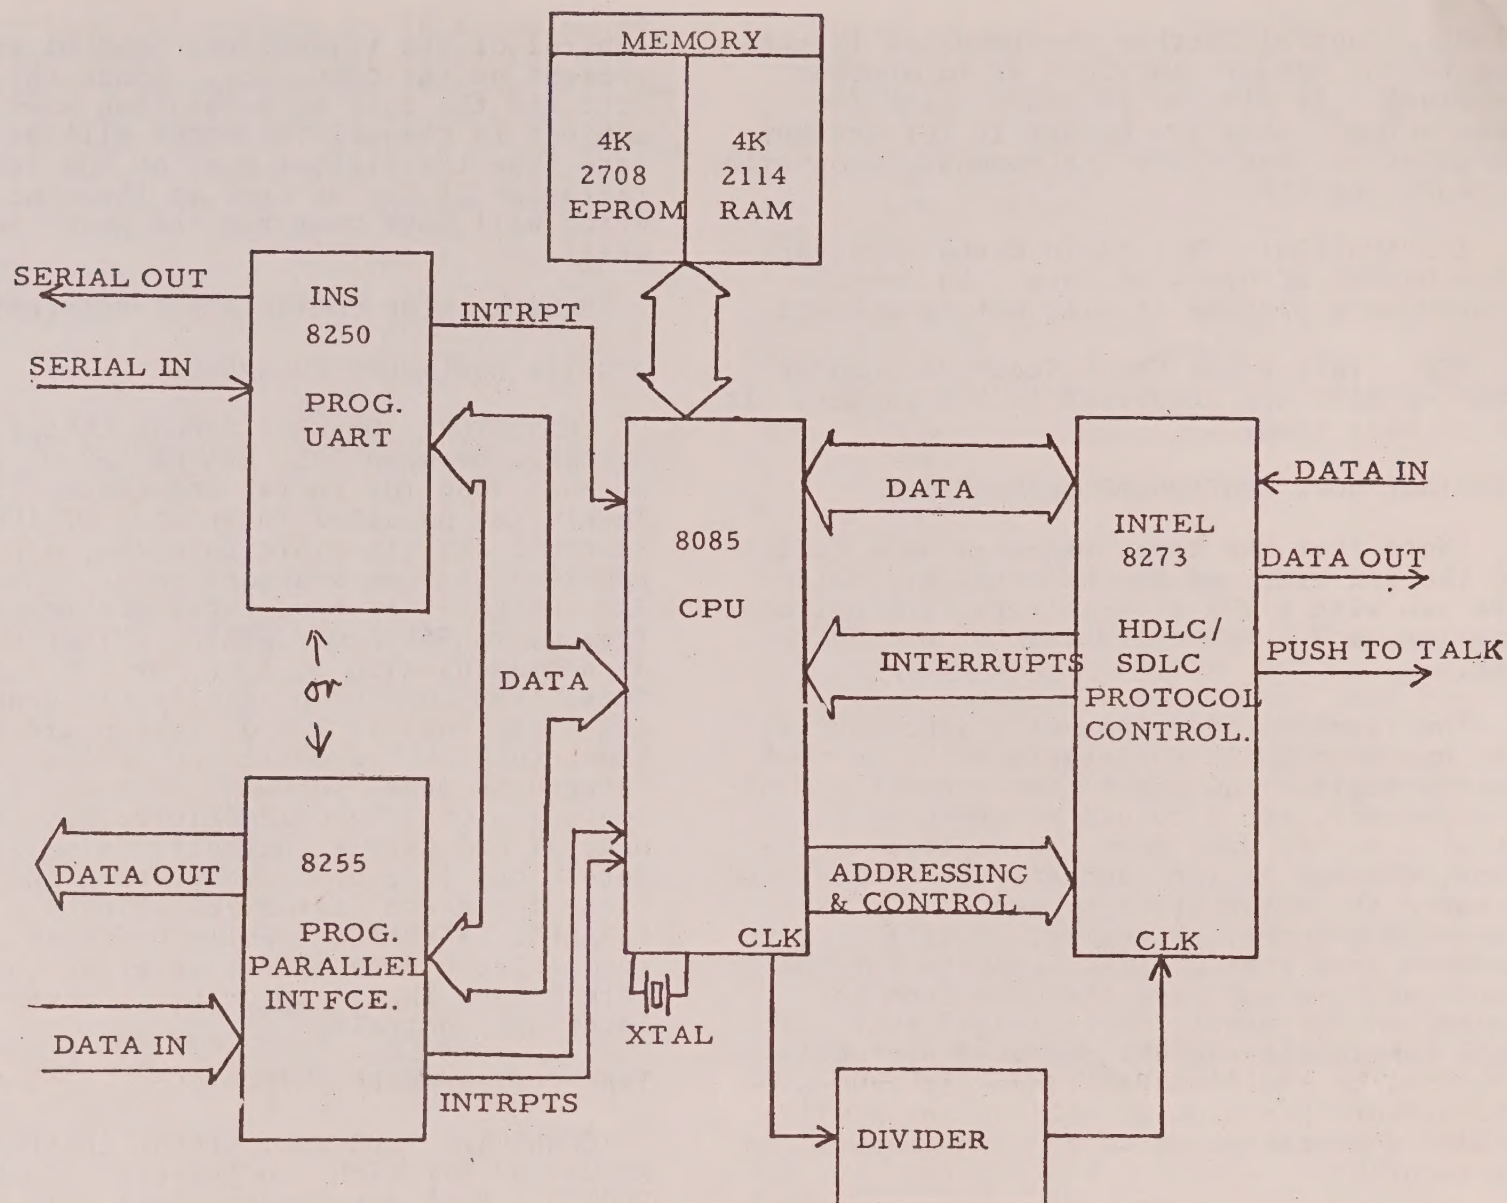 MEMORY
4K
2708
EPROM
4K
2114
RAM
SERIAL OUT
SERIAL IN
INS
8250
PROG.
UART
INTRPT
or
DATA
8255
PROG.
PARALLEL
INTFCE.
DATA OUT
DATA IN
INTRPTS
8085
CPU
CLK
XTAL
DATA
INTERRUPTS
ADDRESSING
& CONTROL
INTEL
8273
HDLC/
SDLC
PROTOCOL
CONTROL.
CLK
DATA IN
DATA OUT
PUSH TO TALK
DIVIDER